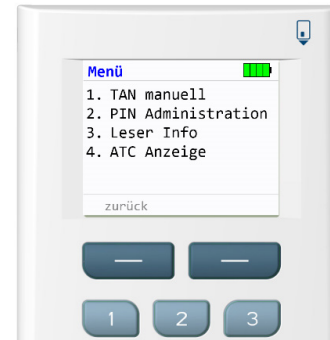 Menü
1. TAN manuell
2. PIN Administration
3. Leser Info
4. ATC Anzeige
zurück
1 2 3